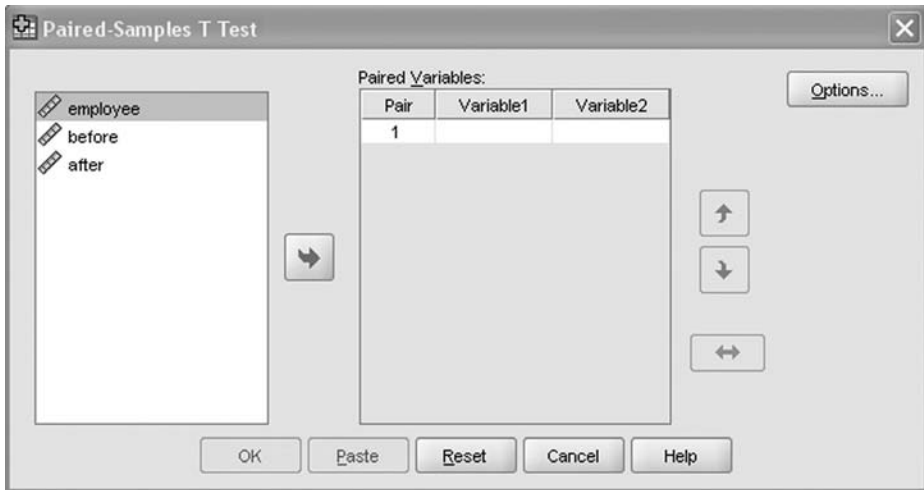 Paired-Samples T Test
employee
before
after
Paired Variables:
Pair Variable1 Variable2
1
Options...
OK Paste Reset Cancel Help